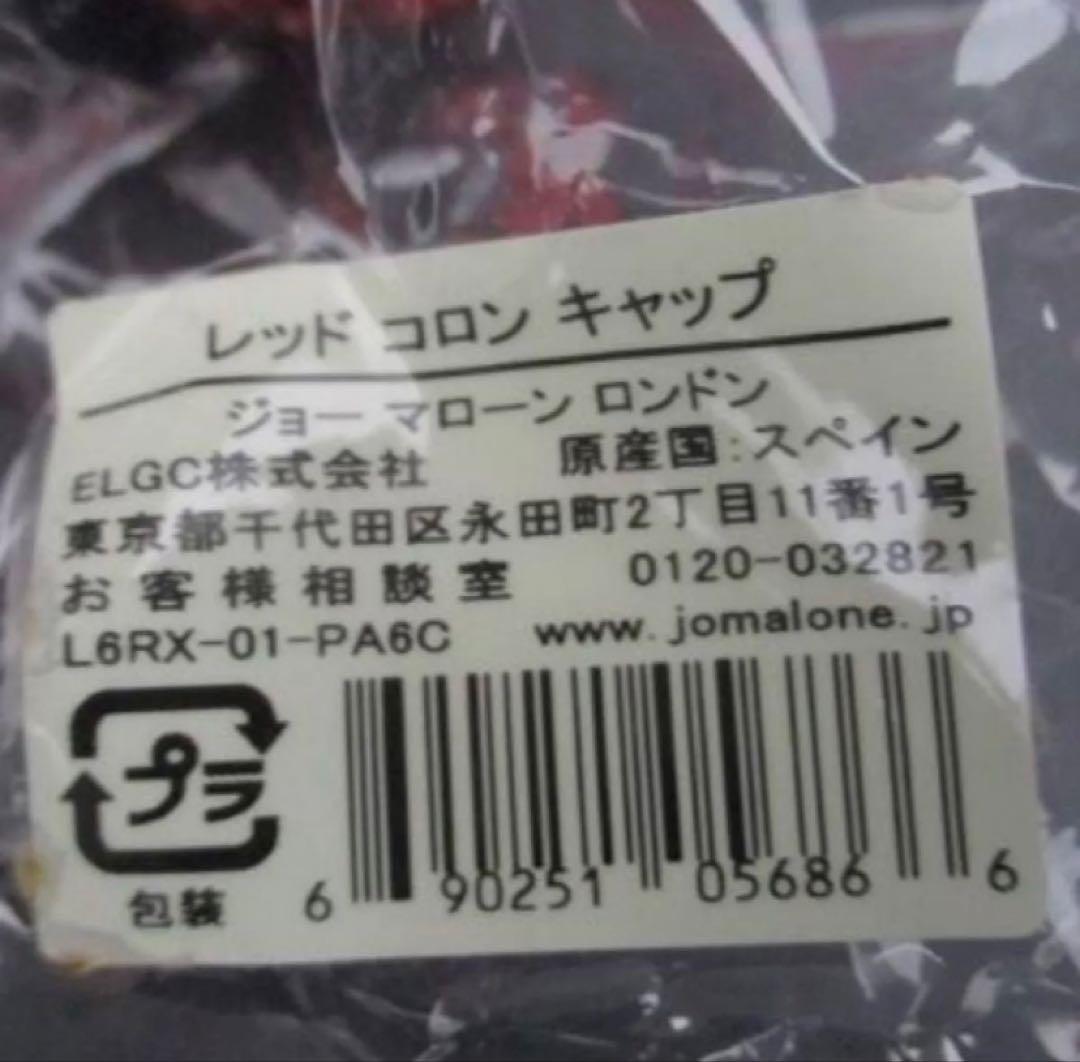 レッド コロン キャップ
ジョー マローン ロンドン
ELGC株式会社 原産国:スペイン
東京都千代田区永田町2丁目11番1号
お客様相談室 0120-032821
L6RX-01-PA6C www.jomalone.jp
プラ
包装
6 90251 05686 6